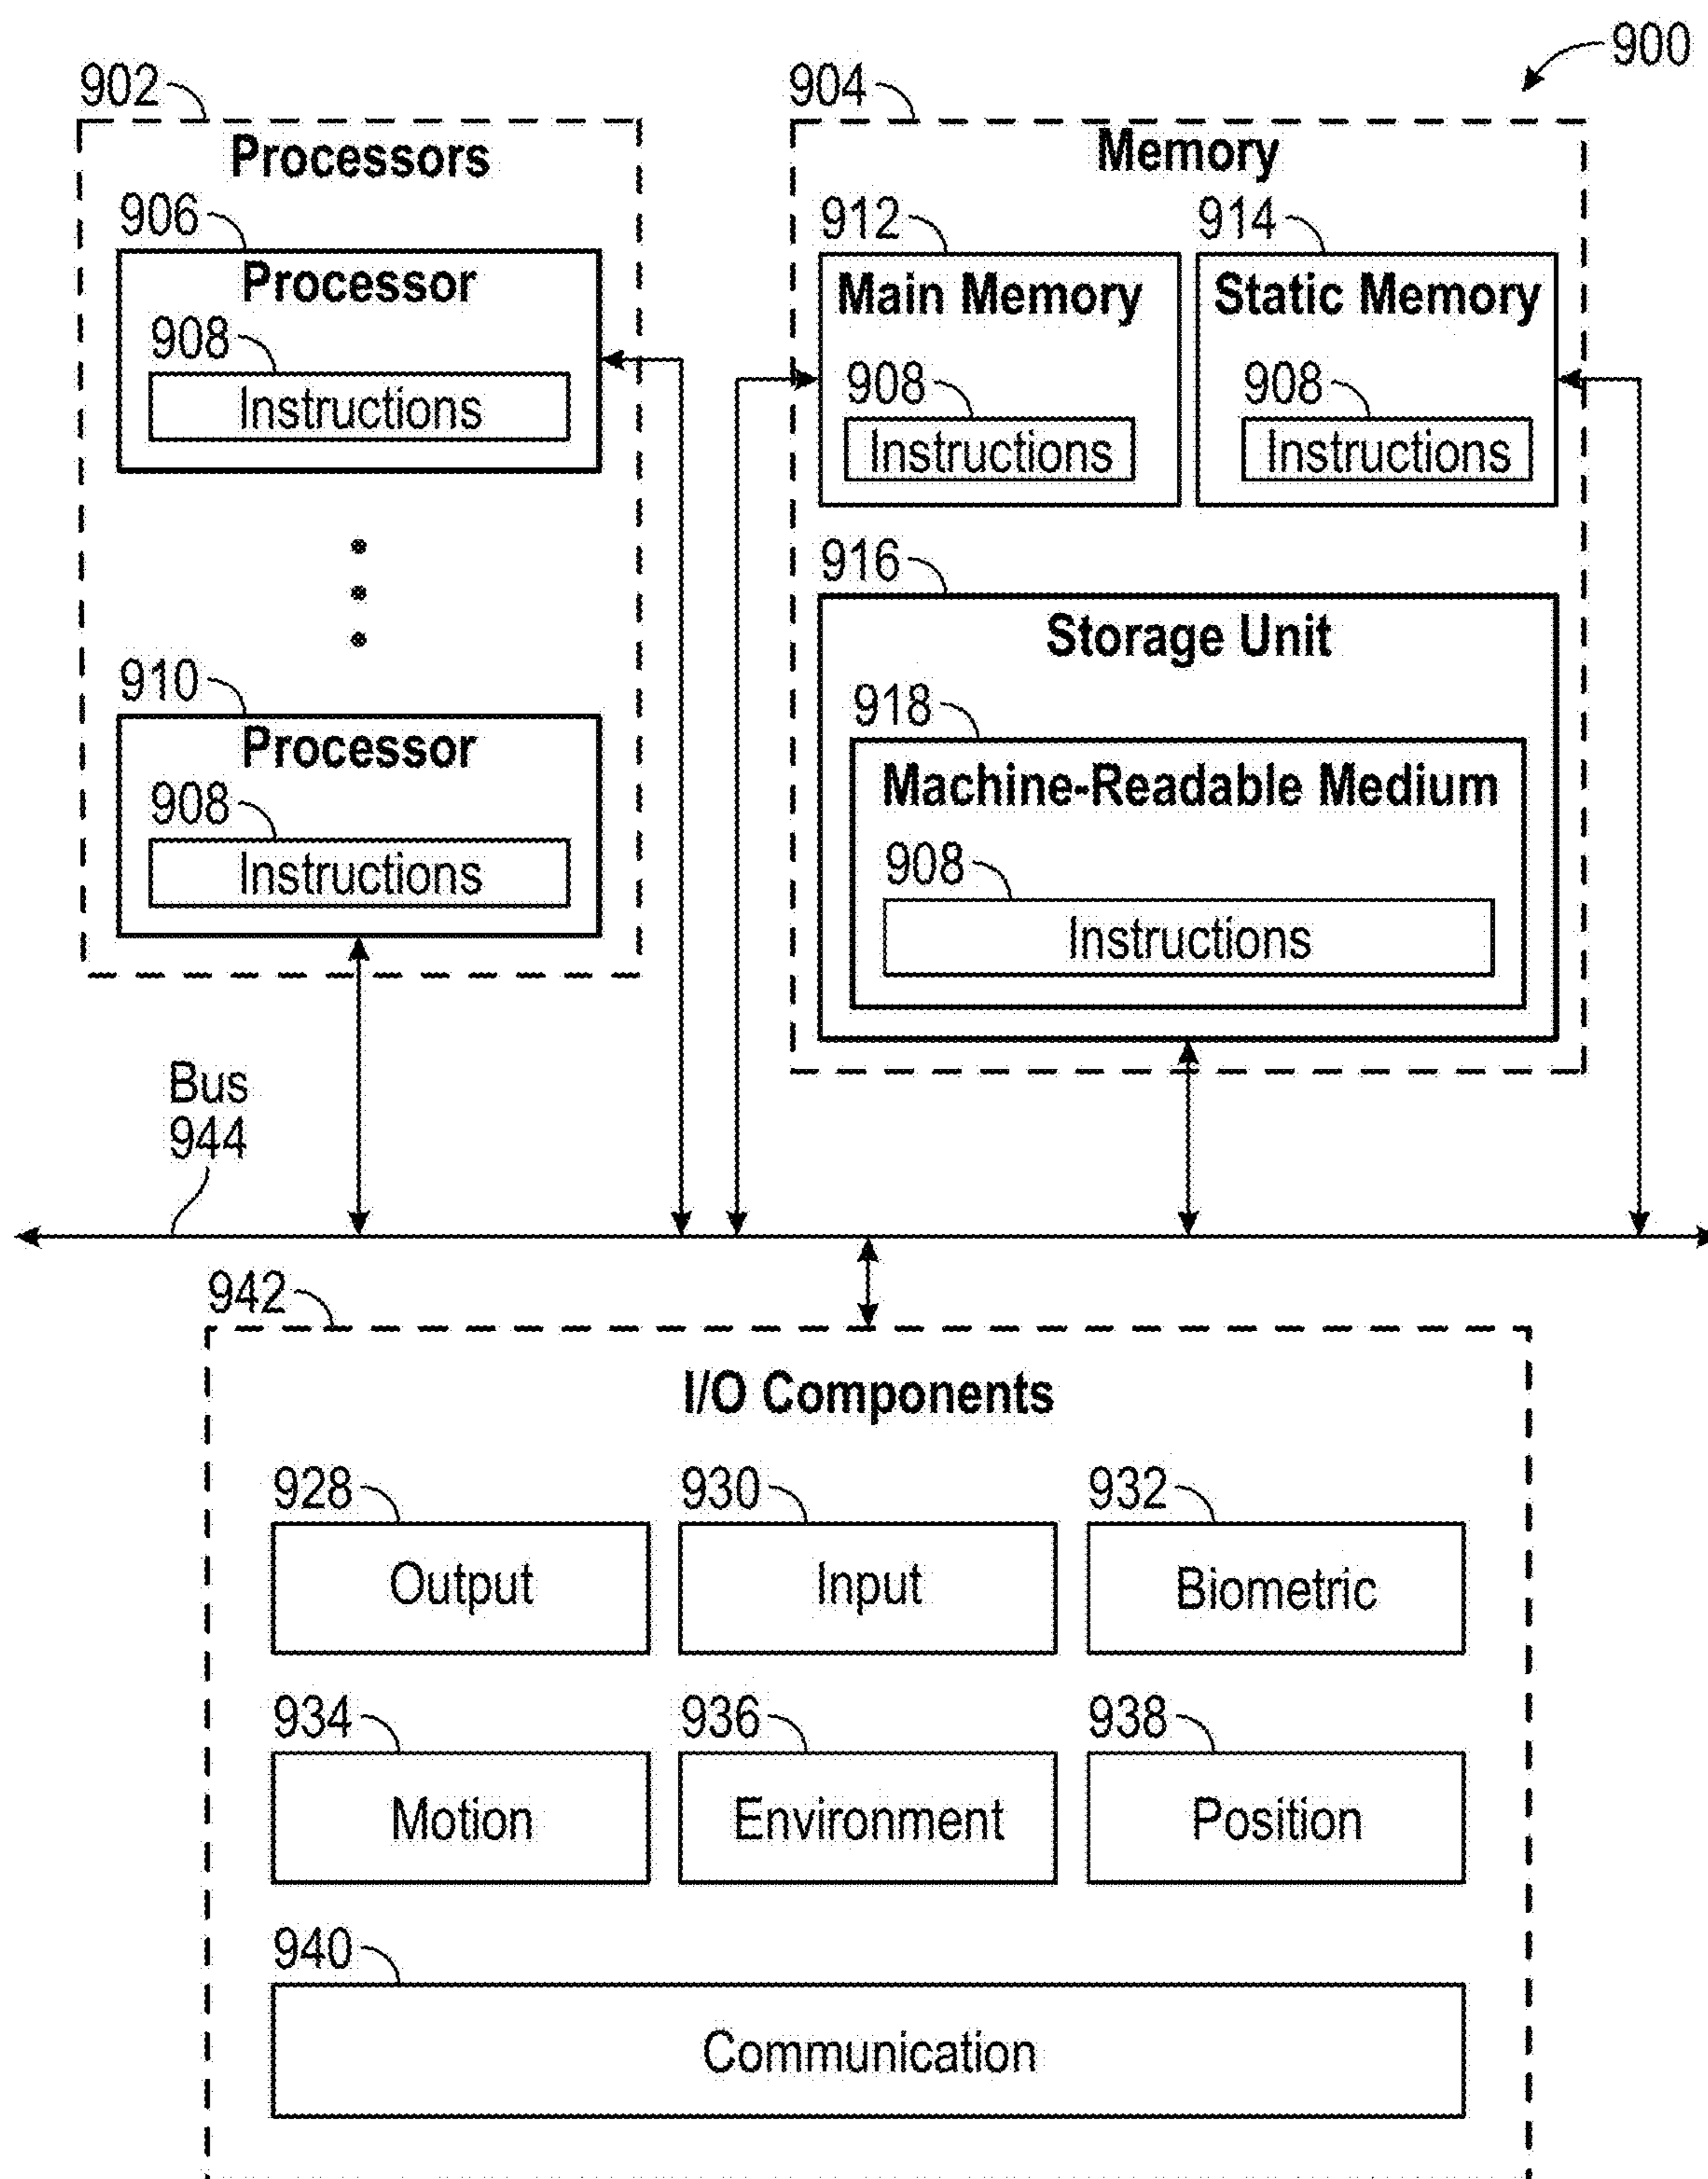 900
902
Processors
906
Processor
908
Instructions
910
Processor
908
Instructions
904
Memory
912
Main Memory
908
Instructions
914
Static Memory
908
Instructions
916
Storage Unit
918
Machine-Readable Medium
908
Instructions
Bus
944
942
I/O Components
928
Output
930
Input
932
Biometric
934
Motion
936
Environment
938
Position
940
Communication